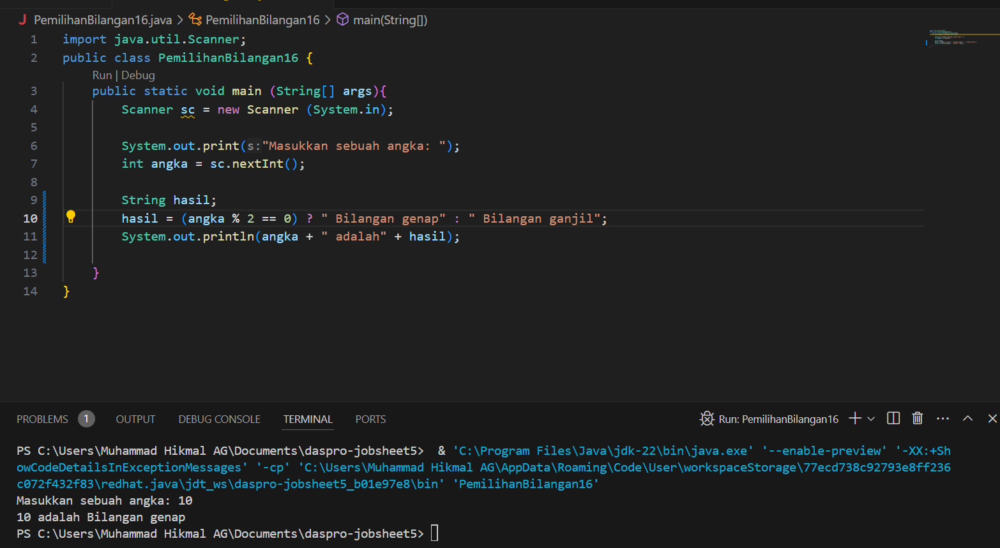 PemilihanBilangan16.java > PemilihanBilangan16 > main(String[])
1 import java.util.Scanner;
2 public class PemilihanBilangan16 {
Run | Debug
3 public static void main (String[] args){
4 Scanner sc = new Scanner (System.in);
5
6 System.out.print(s:"Masukkan sebuah angka: ");
7 int angka = sc.nextInt();
8
9 String hasil;
10 hasil = (angka % 2 == 0) ? " Bilangan genap" : " Bilangan ganjil";
11 System.out.println(angka + " adalah" + hasil);
12
13 }
14 }
PROBLEMS 1 OUTPUT DEBUG CONSOLE TERMINAL PORTS Run: PemilihanBilangan16
PS C:\Users\Muhammad Hikmal AG\Documents\daspro-jobsheet5> & 'C:\Program Files\Java\jdk-22\bin\java.exe' '--enable-preview' '-XX:+Sh
owCodeDetailsInExceptionMessages' '-cp' 'C:\Users\Muhammad Hikmal AG\AppData\Roaming\Code\User\workspaceStorage\77ecd738c92793e8ff236
c072f432f83\redhat.java\jdt_ws\daspro-jobsheet5_b01e97e8\bin' 'PemilihanBilangan16'
Masukkan sebuah angka: 10
10 adalah Bilangan genap
PS C:\Users\Muhammad Hikmal AG\Documents\daspro-jobsheet5>